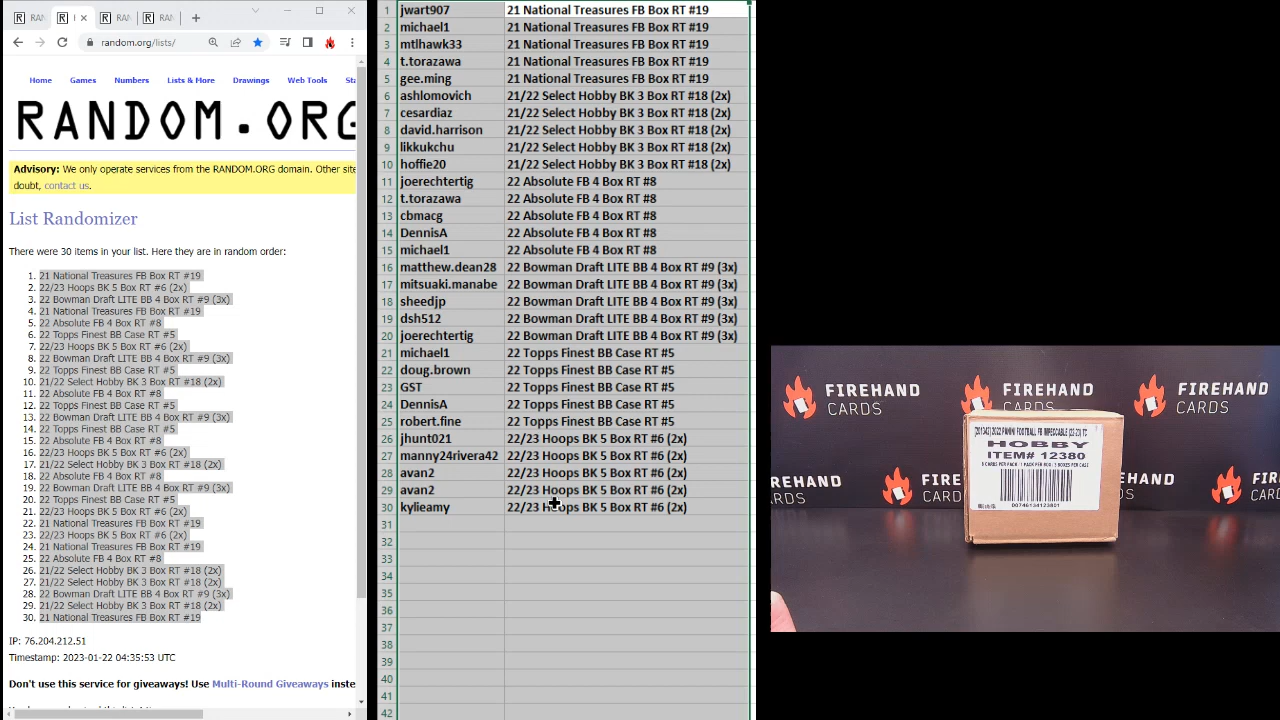 RAN
RAN
RAN
random.org/lists/
Home Games Numbers Lists & More Drawings Web Tools Sta
RANDOM.ORG
Advisory: We only operate services from the RANDOM.ORG domain. Other site
doubt, contact us.
List Randomizer
There were 30 items in your list. Here they are in random order:
1. 21 National Treasures FB Box RT #19
2. 22/23 Hoops BK 5 Box RT #6 (2x)
3. 22 Bowman Draft LITE BB 4 Box RT #9 (3x)
4. 21 National Treasures FB Box RT #19
5. 22 Absolute FB 4 Box RT #8
6. 22 Topps Finest BB Case RT #5
7. 22/23 Hoops BK 5 Box RT #6 (2x)
8. 22 Bowman Draft LITE BB 4 Box RT #9 (3x)
9. 22 Topps Finest BB Case RT #5
10. 21/22 Select Hobby BK 3 Box RT #18 (2x)
11. 22 Absolute FB 4 Box RT #8
12. 22 Topps Finest BB Case RT #5
13. 22 Bowman Draft LITE BB 4 Box RT #9 (3x)
14. 22 Topps Finest BB Case RT #5
15. 22 Absolute FB 4 Box RT #8
16. 22/23 Hoops BK 5 Box RT #6 (2x)
17. 21/22 Select Hobby BK 3 Box RT #18 (2x)
18. 22 Absolute FB 4 Box RT #8
19. 22 Bowman Draft LITE BB 4 Box RT #9 (3x)
20. 22 Topps Finest BB Case RT #5
21. 22/23 Hoops BK 5 Box RT #6 (2x)
22. 21 National Treasures FB Box RT #19
23. 22/23 Hoops BK 5 Box RT #6 (2x)
24. 21 National Treasures FB Box RT #19
25. 22 Absolute FB 4 Box RT #8
26. 21/22 Select Hobby BK 3 Box RT #18 (2x)
27. 21/22 Select Hobby BK 3 Box RT #18 (2x)
28. 22 Bowman Draft LITE BB 4 Box RT #9 (3x)
29. 21/22 Select Hobby BK 3 Box RT #18 (2x)
30. 21 National Treasures FB Box RT #19
IP: 76.204.212.51
Timestamp: 2023-01-22 04:35:53 UTC
Don't use this service for giveaways! Use Multi-Round Giveaways inste
1 jwart907 21 National Treasures FB Box RT #19
2 michael1 21 National Treasures FB Box RT #19
3 mtlhawk33 21 National Treasures FB Box RT #19
4 t.torazawa 21 National Treasures FB Box RT #19
5 gee.ming 21 National Treasures FB Box RT #19
6 ashlomovich 21/22 Select Hobby BK 3 Box RT #18 (2x)
7 cesardiaz 21/22 Select Hobby BK 3 Box RT #18 (2x)
8 david.harrison 21/22 Select Hobby BK 3 Box RT #18 (2x)
9 likkukchu 21/22 Select Hobby BK 3 Box RT #18 (2x)
10 hoffie20 21/22 Select Hobby BK 3 Box RT #18 (2x)
11 joerechtertig 22 Absolute FB 4 Box RT #8
12 t.torazawa 22 Absolute FB 4 Box RT #8
13 cbmacg 22 Absolute FB 4 Box RT #8
14 DennisA 22 Absolute FB 4 Box RT #8
15 michael1 22 Absolute FB 4 Box RT #8
16 matthew.dean28 22 Bowman Draft LITE BB 4 Box RT #9 (3x)
17 mitsuaki.manabe 22 Bowman Draft LITE BB 4 Box RT #9 (3x)
18 sheedjp 22 Bowman Draft LITE BB 4 Box RT #9 (3x)
19 dsh512 22 Bowman Draft LITE BB 4 Box RT #9 (3x)
20 joerechtertig 22 Bowman Draft LITE BB 4 Box RT #9 (3x)
21 michael1 22 Topps Finest BB Case RT #5
22 doug.brown 22 Topps Finest BB Case RT #5
23 GST 22 Topps Finest BB Case RT #5
24 DennisA 22 Topps Finest BB Case RT #5
25 robert.fine 22 Topps Finest BB Case RT #5
26 jhunt021 22/23 Hoops BK 5 Box RT #6 (2x)
27 manny24rivera42 22/23 Hoops BK 5 Box RT #6 (2x)
28 avan2 22/23 Hoops BK 5 Box RT #6 (2x)
29 avan2 22/23 Hoops BK 5 Box RT #6 (2x)
30 kylieamy 22/23 Hoops BK 5 Box RT #6 (2x)
31
32
33
34
35
36
37
38
39
40
41
42
FIREHAND CARDS
FIREHAND CARDS
FIREHAND CARDS
FIREHAND CARDS
FIREHAND
2022 PANINI FOOTBALL FB IMPECCABLE (22-23) TC
HOBBY
ITEM# 12380